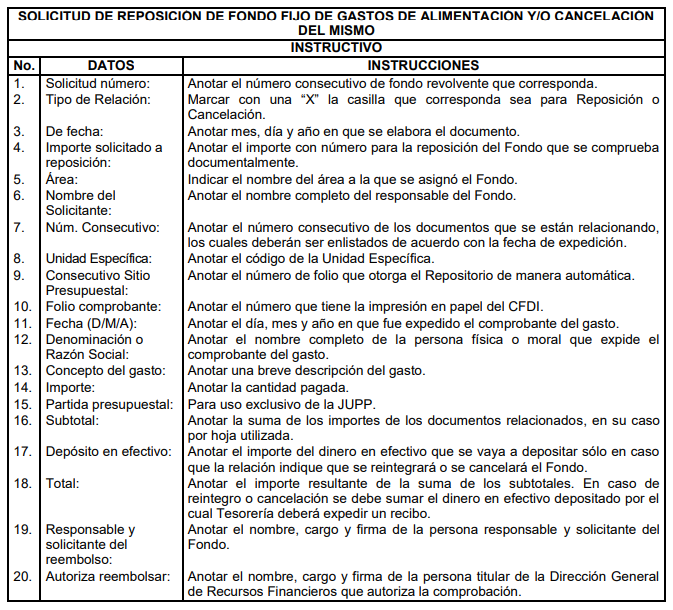 SOLICITUD DE REPOSICIÓN DE FONDO FIJO DE GASTOS DE ALIMENTACIÓN Y/O CANCELACIÓN
DEL MISMO
INSTRUCTIVO
No. DATOS INSTRUCCIONES
1. Solicitud número: Anotar el número consecutivo de fondo revolvente que corresponda.
2. Tipo de Relación: Marcar con una “X” la casilla que corresponda sea para Reposición o
Cancelación.
3. De fecha: Anotar mes, día y año en que se elabora el documento.
4. Importe solicitado a Anotar el importe con número para la reposición del Fondo que se comprueba
reposición: documentalmente.
5. Área: Indicar el nombre del área a la que se asignó el Fondo.
6. Nombre del Anotar el nombre completo del responsable del Fondo.
Solicitante:
7. Núm. Consecutivo: Anotar el número consecutivo de los documentos que se están relacionando,
los cuales deberán ser enlistados de acuerdo con la fecha de expedición.
8. Unidad Específica: Anotar el código de la Unidad Específica.
9. Consecutivo Sitio Anotar el número de folio que otorga el Repositorio de manera automática.
Presupuestal:
10. Folio comprobante: Anotar el número que tiene la impresión en papel del CFDI.
11. Fecha (D/M/A): Anotar el día, mes y año en que fue expedido el comprobante del gasto.
12. Denominación o Anotar el nombre completo de la persona física o moral que expide el
Razón Social: comprobante del gasto.
13. Concepto del gasto: Anotar una breve descripción del gasto.
14. Importe: Anotar la cantidad pagada.
15. Partida presupuestal: Para uso exclusivo de la JUPP.
16. Subtotal: Anotar la suma de los importes de los documentos relacionados, en su caso
por hoja utilizada.
17. Depósito en efectivo: Anotar el importe del dinero en efectivo que se vaya a depositar sólo en caso
que la relación indique que se reintegrará o se cancelará el Fondo.
18. Total: Anotar el importe resultante de la suma de los subtotales. En caso de
reintegro o cancelación se debe sumar el dinero en efectivo depositado por el
cual Tesorería deberá expedir un recibo.
19. Responsable y Anotar el nombre, cargo y firma de la persona responsable y solicitante del
solicitante del Fondo.
reembolso:
20. Autoriza reembolsar: Anotar el nombre, cargo y firma de la persona titular de la Dirección General
de Recursos Financieros que autoriza la comprobación.